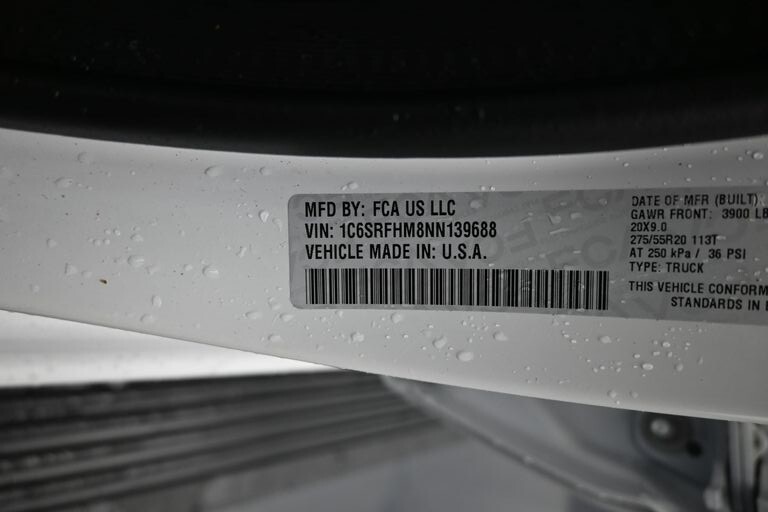 MFD BY: FCA US LLC
VIN: 1C6SRFHM8NN139688
VEHICLE MADE IN: U.S.A.
DATE OF MFR (BUILT)
GAWR FRONT: 3900 LB
20X9.0
275/55R20 113T
AT 250 kPa / 36 PSI
TYPE: TRUCK
THIS VEHICLE CONFORM
STANDARDS IN